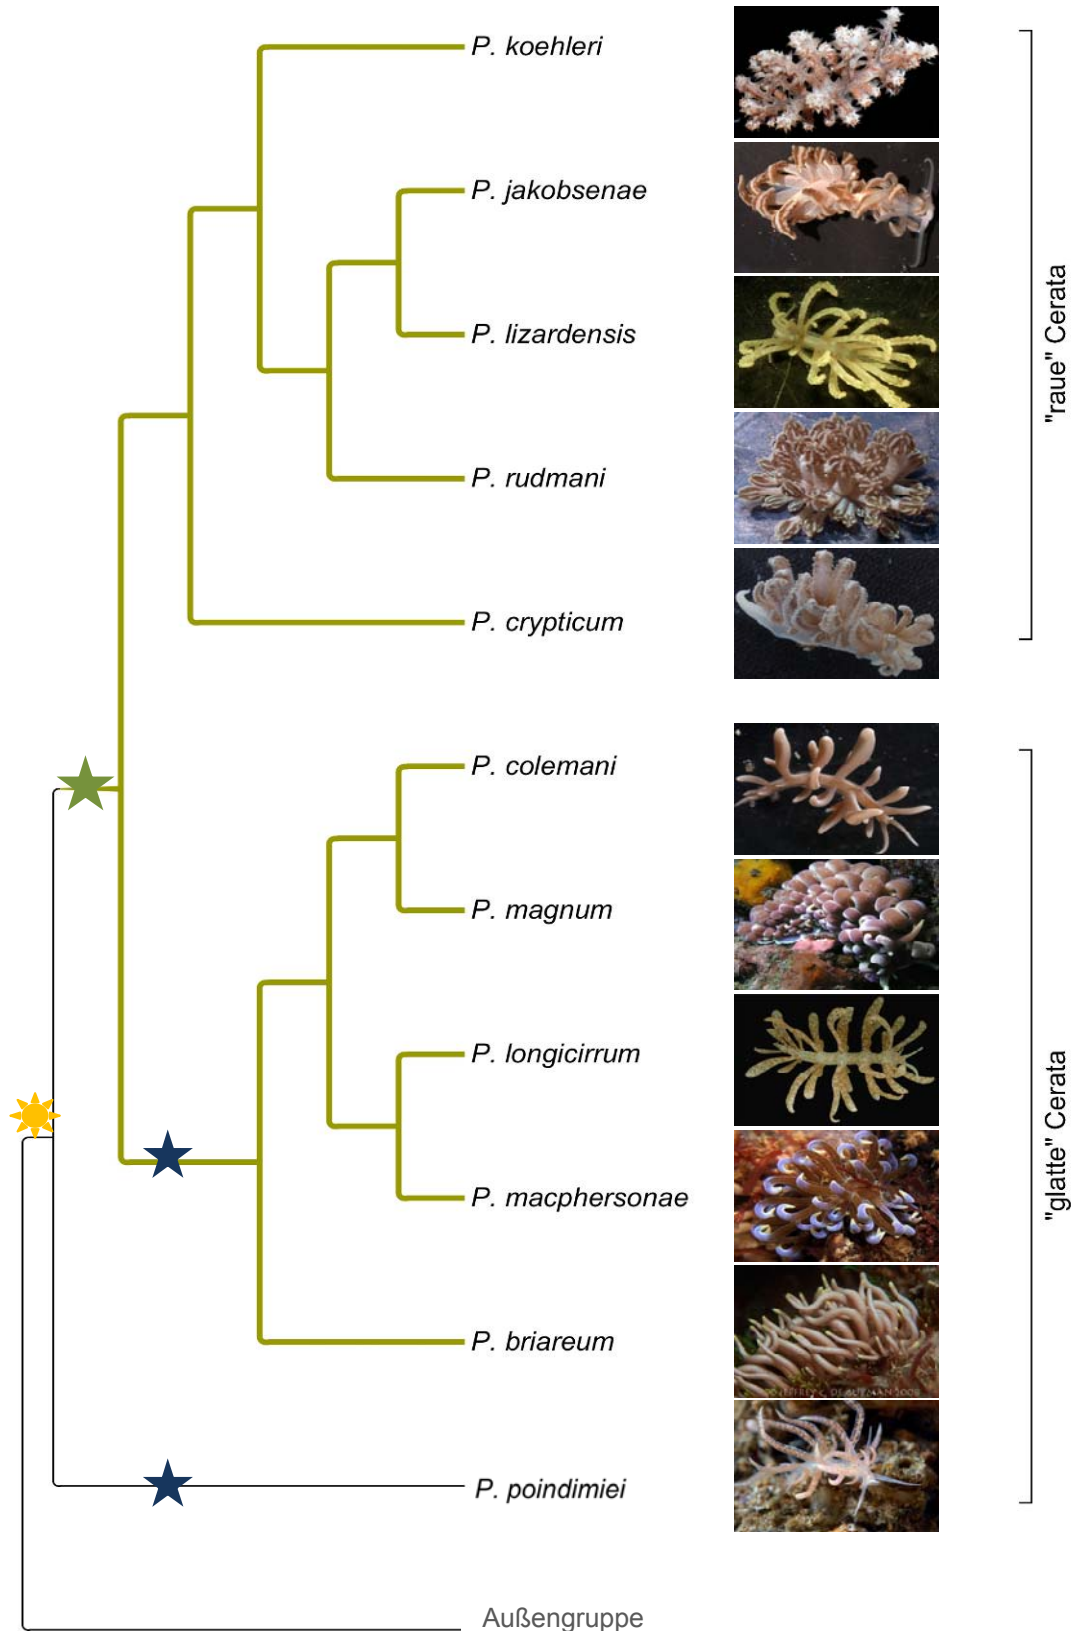 P. koehleri
P. jakobsenae
P. lizardensis
P. rudmani
P. crypticum
"raue" Cerata
P. colemani
P. magnum
P. longicirrum
P. macphersonae
P. briareum
P. poindimiei
"glatte" Cerata
Außengruppe